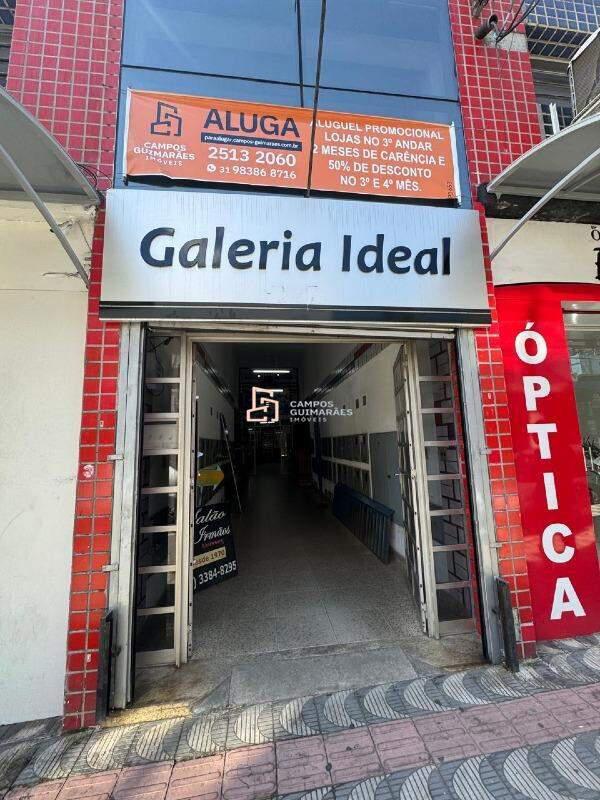 CAMPOS
GUIMARÃES
IMÓVEIS
ALUGA
paraalugar.campos-guimaraes.com.br
2513 2060
31 98386 8716
ALUGUEL PROMOCIONAL
LOJAS NO 3º ANDAR
2 MESES DE CARÊNCIA E
50% DE DESCONTO
NO 3º E 4º MÊS.
Galeria Ideal
CAMPOS
GUIMARÃES
IMÓVEIS
Salão
Irmãos
desde 1970
3384-8295
ÓPTICA